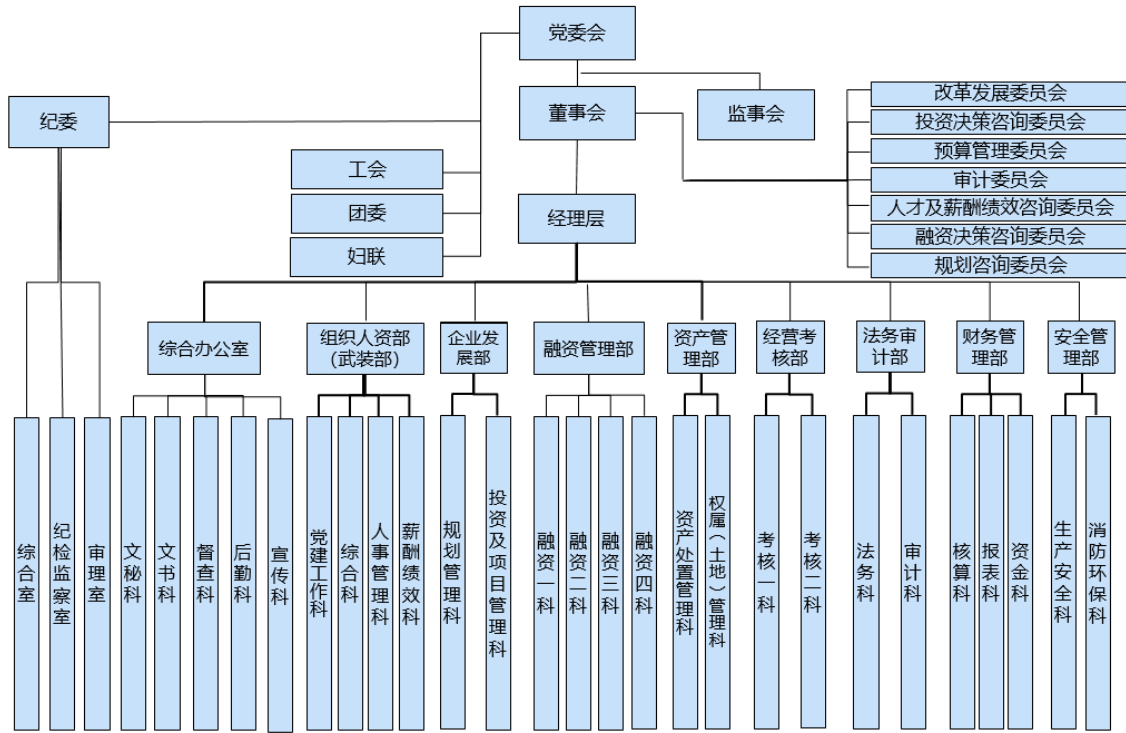 党委会
董事会
监事会
纪委
改革发展委员会
投资决策咨询委员会
预算管理委员会
审计委员会
人才及薪酬绩效咨询委员会
融资决策咨询委员会
规划咨询委员会
工会
团委
妇联
经理层
综合办公室
组织人资部
（武装部）
企业发
展部
融资管理部
资产管
理部
经营考
核部
法务审
计部
财务管
理部
安全管
理部
综合室
纪检监察室
审理室
文秘科
文书科
督查科
后勤科
宣传科
党建工作科
综合科
人事管理科
薪酬绩效科
规划管理科
投资及项目管理科
融资一科
融资二科
融资三科
融资四科
资产处置管理科
权属（土地）管理科
考核一科
考核二科
法务科
审计科
核算科
报表科
资金科
生产安全科
消防环保科